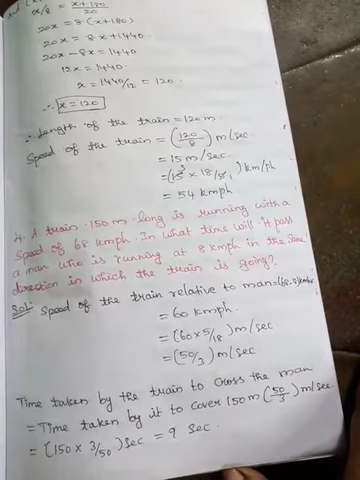 x/8 = x+180/20
20x = 8(x+180)
20x = 8x+1440
20x - 8x = 1440
12x = 1440
x = 1440/12 = 120.
∴ x = 120
∴ Length of the train = 120m
Speed of the train = (120/8) m/sec.
= 15 m/sec.
= (15 × 18/5) km/ph
= 54 kmph
4. A train 150m long is running with a
speed of 68 kmph. In what time will it past
a man who is running at 8 kmph in the same
direction in which the train is going?
Sol:- Speed of the train relative to man = (68-8) kmph
= 60 kmph.
= (60 × 5/18) m/sec.
= (50/3) m/sec
Time taken by the train to cross the man
= Time taken by it to cover 150m (50/3) m/sec.
= (150 × 3/50) sec = 9 sec.